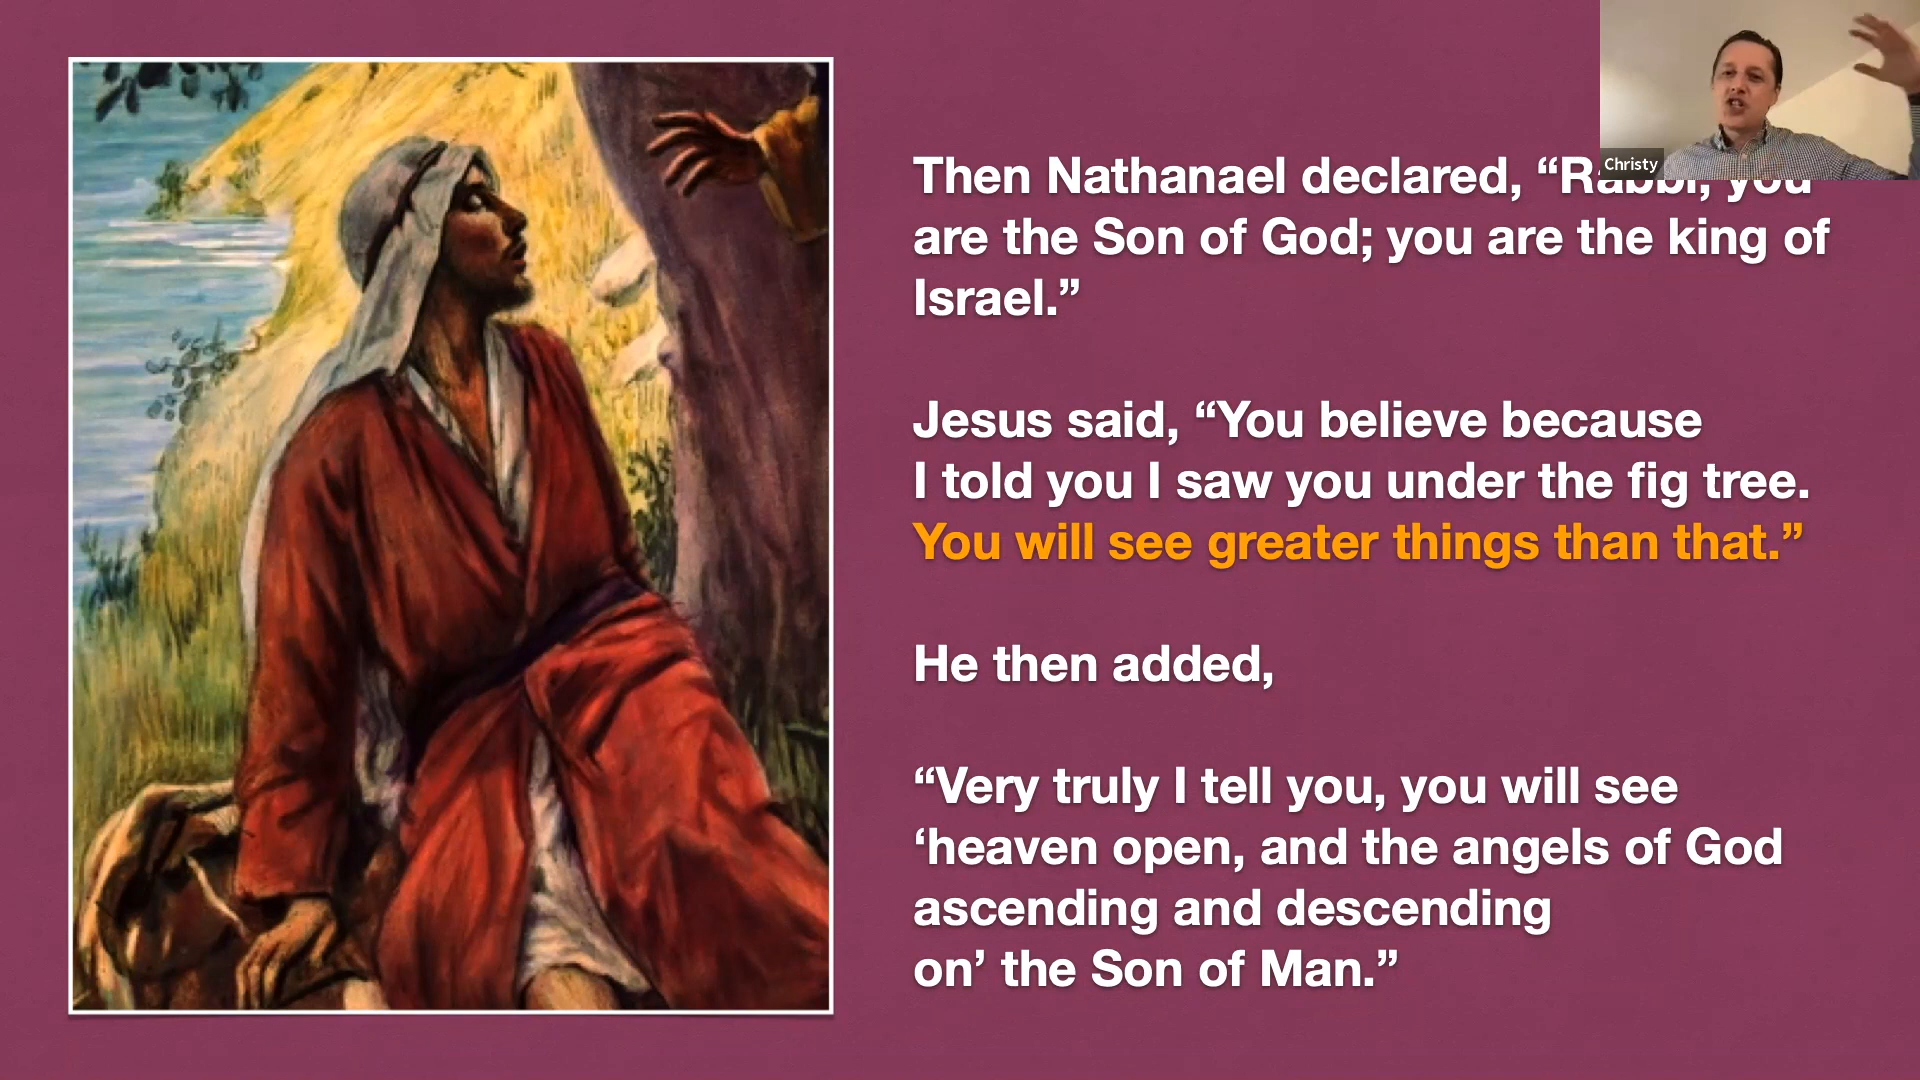 Christy
Then Nathanael declared, “Rabbi, you
are the Son of God; you are the king of
Israel.”
Jesus said, “You believe because
I told you I saw you under the fig tree.
You will see greater things than that.”
He then added,
“Very truly I tell you, you will see
‘heaven open, and the angels of God
ascending and descending
on’ the Son of Man.”